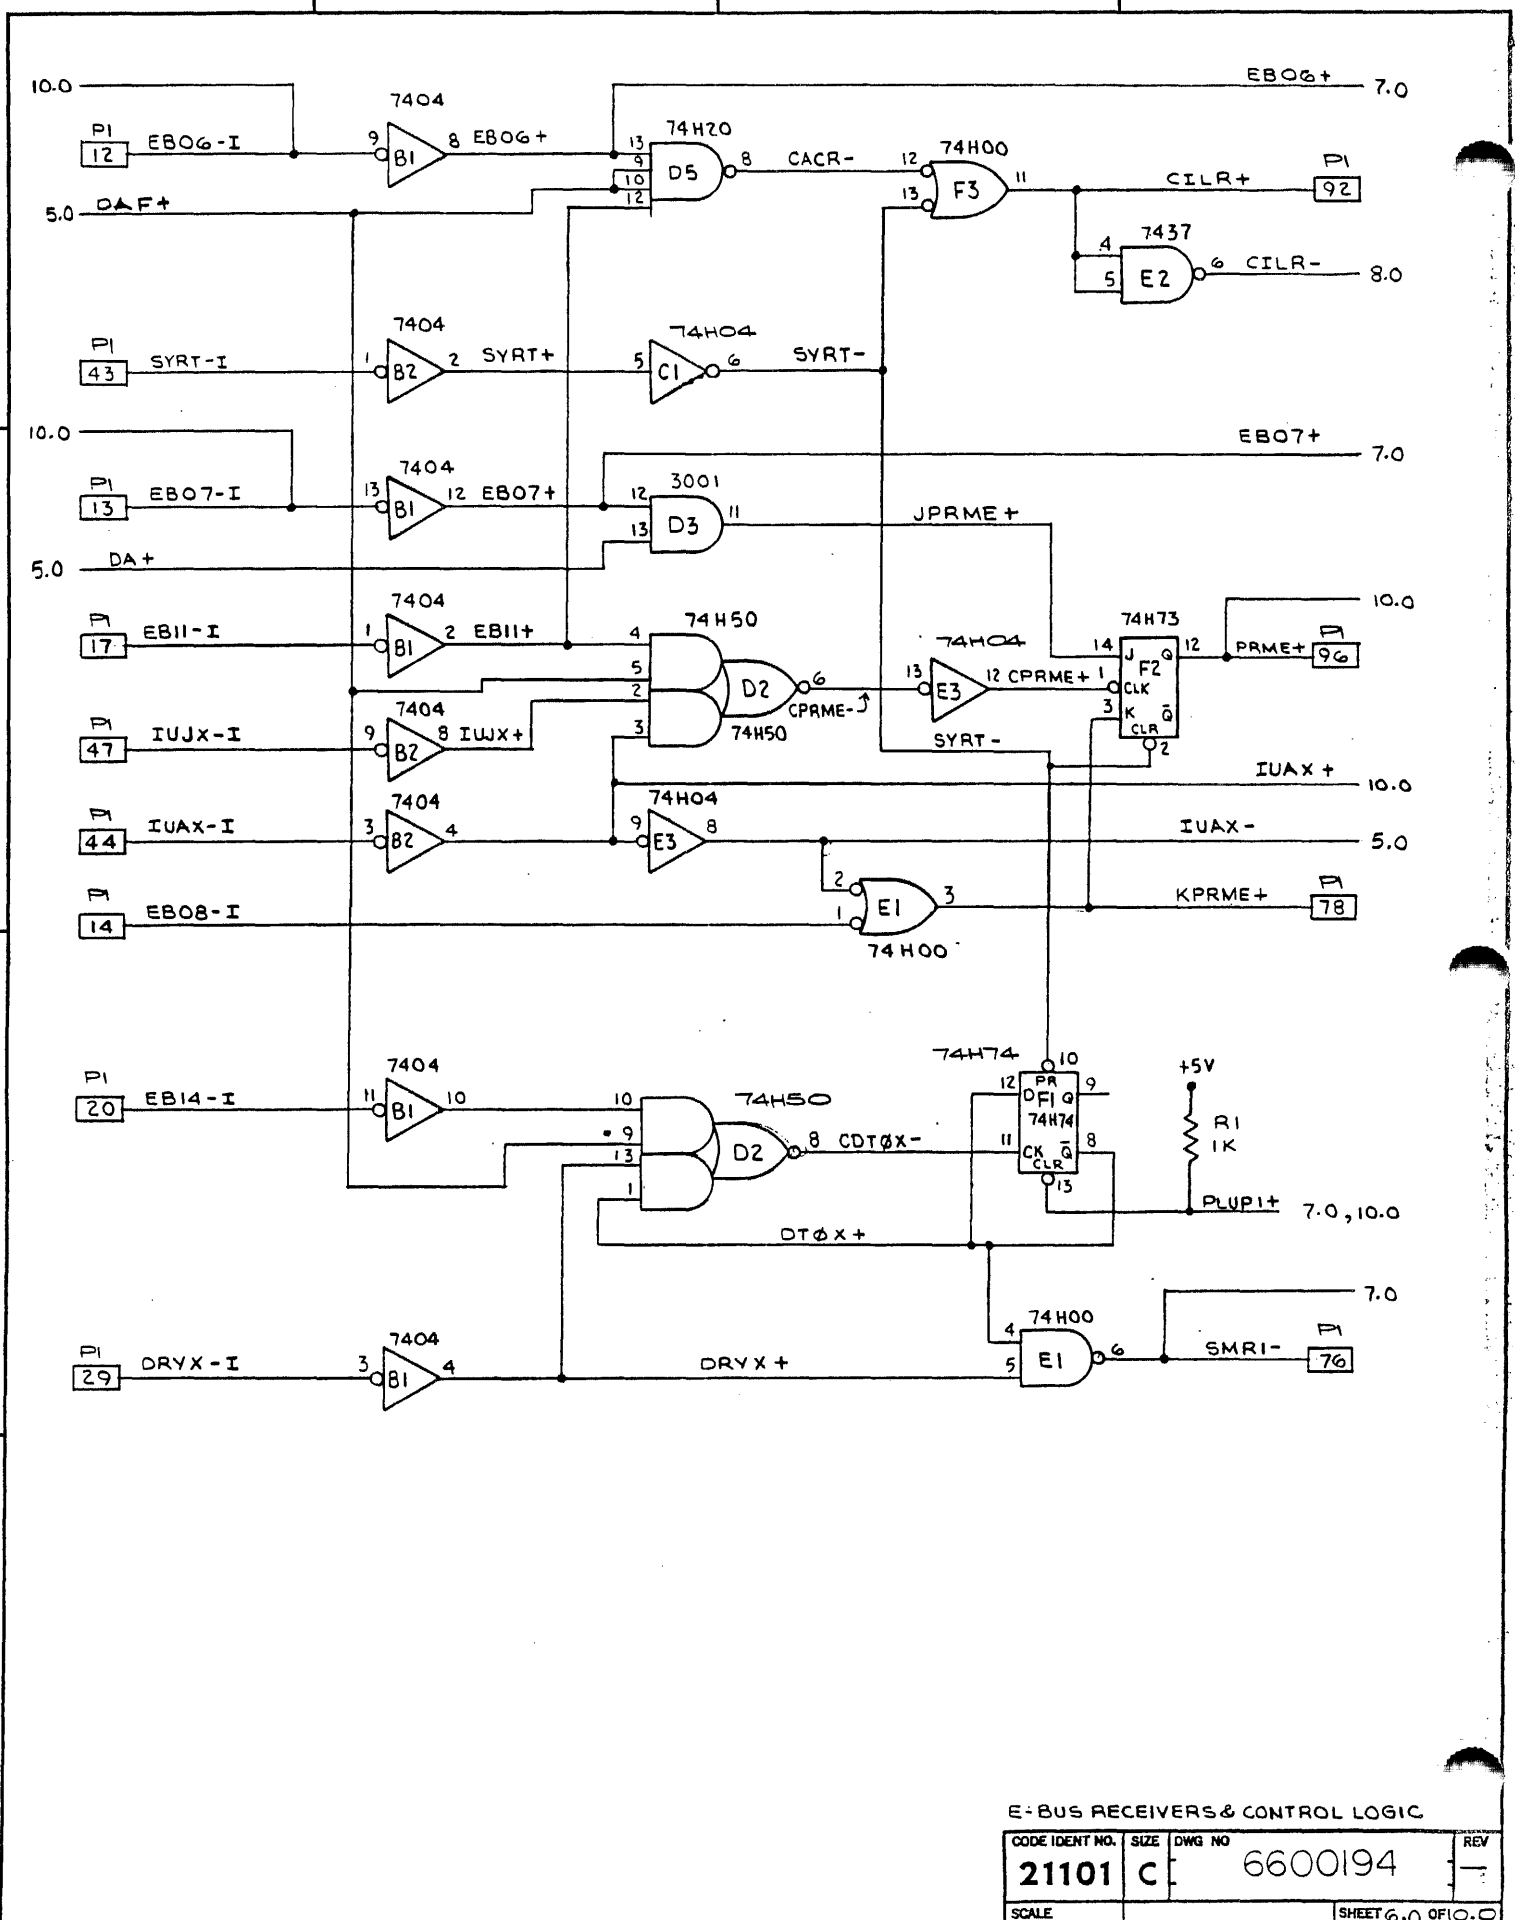 10.0
EB06+
7.0
7404
P1
12
EB06-I
9
B1
8
EB06+
74H20
13
9
10
12
D5
8
CACR-
74H00
12
13
F3
11
CILR+
P1
92
5.0
DAF+
7437
4
5
E2
6
CILR-
8.0
7404
P1
43
SYRT-I
1
B2
2
SYRT+
74H04
5
C1
6
SYRT-
10.0
EB07+
7.0
7404
P1
13
EB07-I
13
B1
12
EB07+
3001
12
13
D3
11
JPRME+
5.0
DA+
7404
P1
17
EB11-I
1
B1
2
EB11+
74H50
4
5
2
3
D2
6
CPRME-
74H50
74H04
13
E3
12
CPRME+
74H73
14
J
Q
12
F2
1
CLK
3
K
Q̅
CLR
2
10.0
PRME+
P1
96
7404
P1
47
IUJX-I
9
B2
8
IUJX+
SYRT-
IUAX+
10.0
7404
P1
44
IUAX-I
3
B2
4
74H04
9
E3
8
IUAX-
5.0
P1
14
EB08-I
2
1
E1
3
74H00
KPRME+
P1
78
7404
P1
20
EB14-I
11
B1
10
74H50
10
9
13
1
D2
8
CDTØX-
74H74
10
PR
12
D
F1
Q
9
74H74
11
CK
Q̅
8
CLR
13
+5V
R1
1K
PLUP1+
7.0,10.0
DTØX+
7.0
7404
P1
29
DRYX-I
3
B1
4
DRYX+
74H00
4
5
E1
6
SMR1-
P1
76
E-BUS RECEIVERS & CONTROL LOGIC
CODE IDENT NO.
21101
SIZE
C
DWG NO
6600194
REV
—
SCALE
SHEET 6.0 OF 10.0